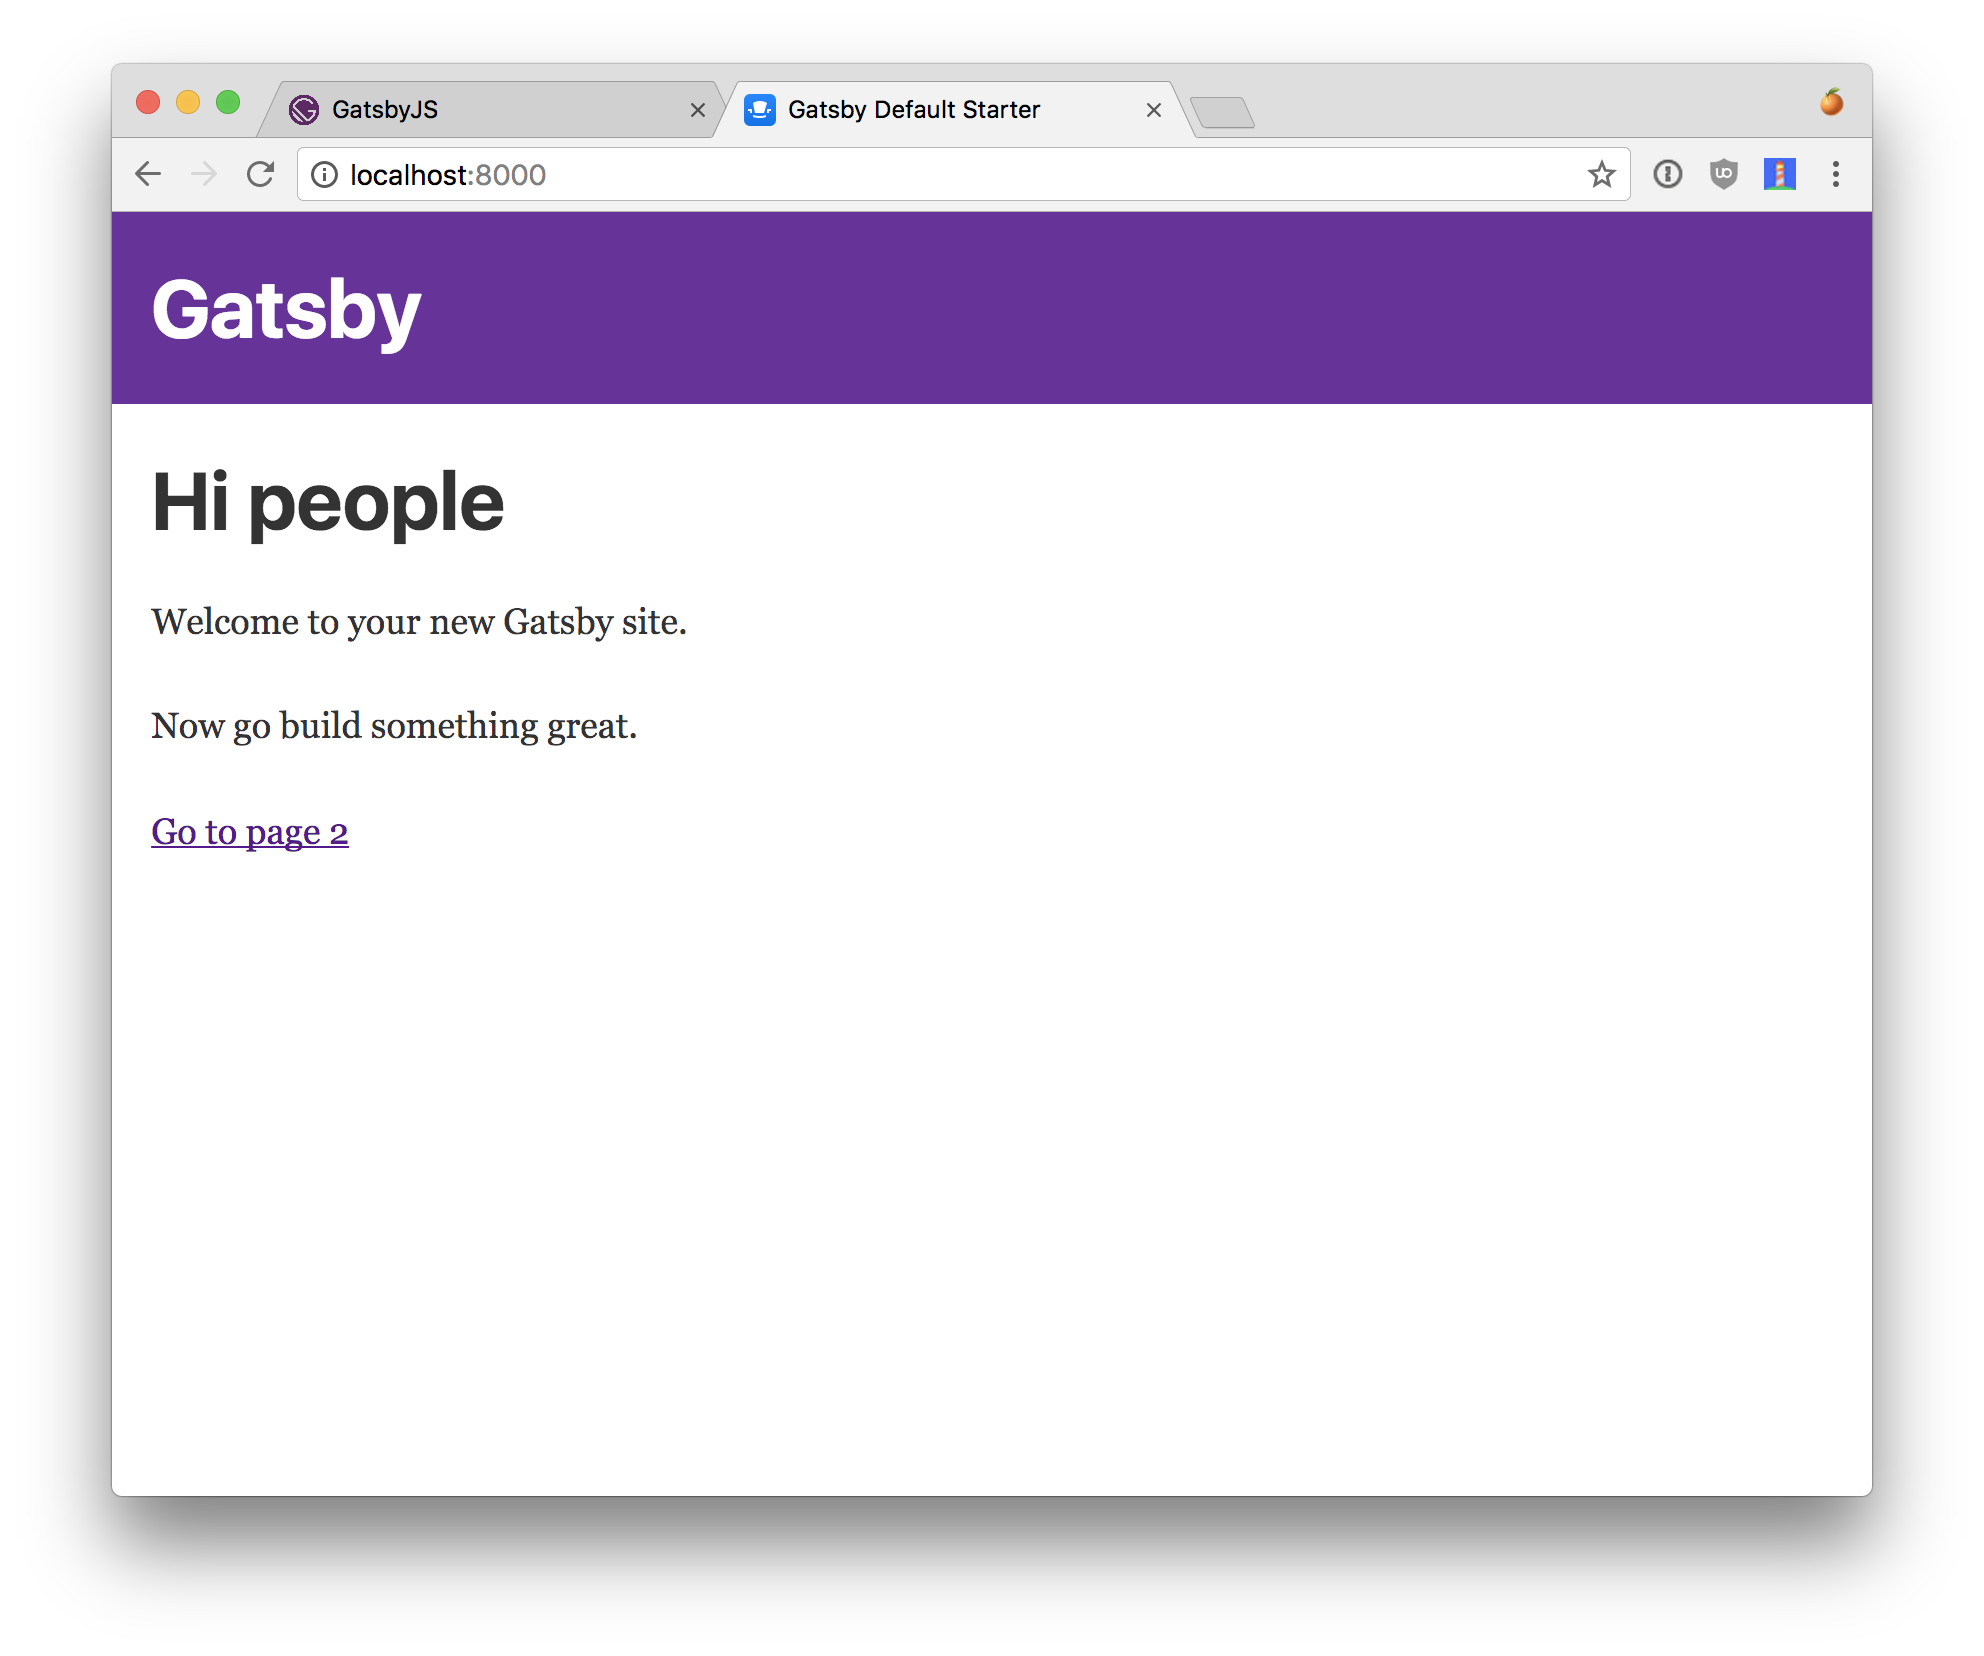 GatsbyJS
Gatsby Default Starter
localhost:8000
Gatsby
Hi people
Welcome to your new Gatsby site.
Now go build something great.
Go to page 2